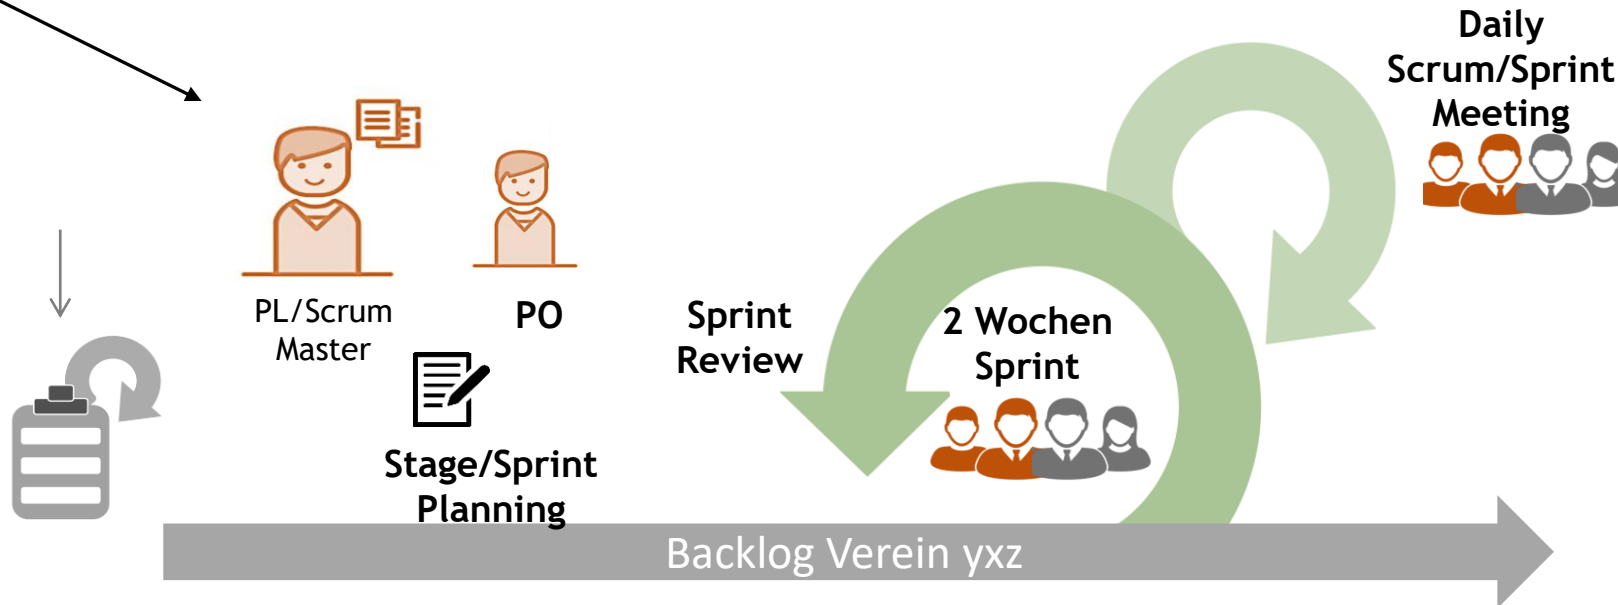 Daily
Scrum/Sprint
Meeting
PL/Scrum
Master
PO
Sprint
Review
2 Wochen
Sprint
Stage/Sprint
Planning
Backlog Verein yxz